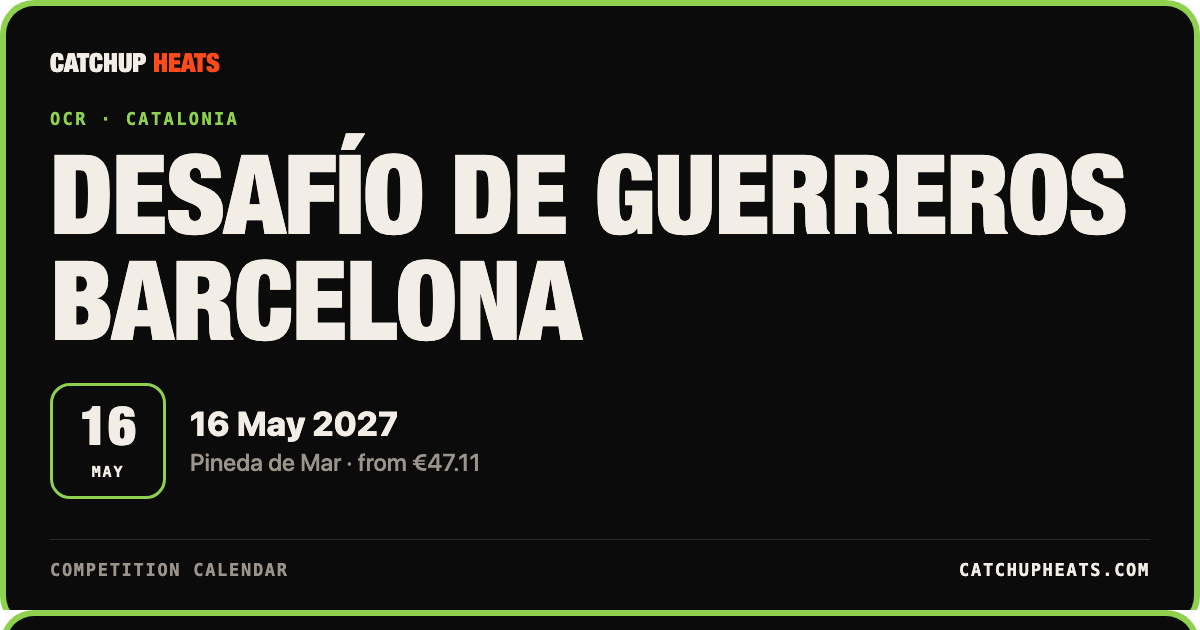 CATCHUP HEATS
OCR · CATALONIA
DESAFÍO DE GUERREROS
BARCELONA
16
MAY
16 May 2027
Pineda de Mar · from €47.11
COMPETITION CALENDAR
CATCHUPHEATS.COM